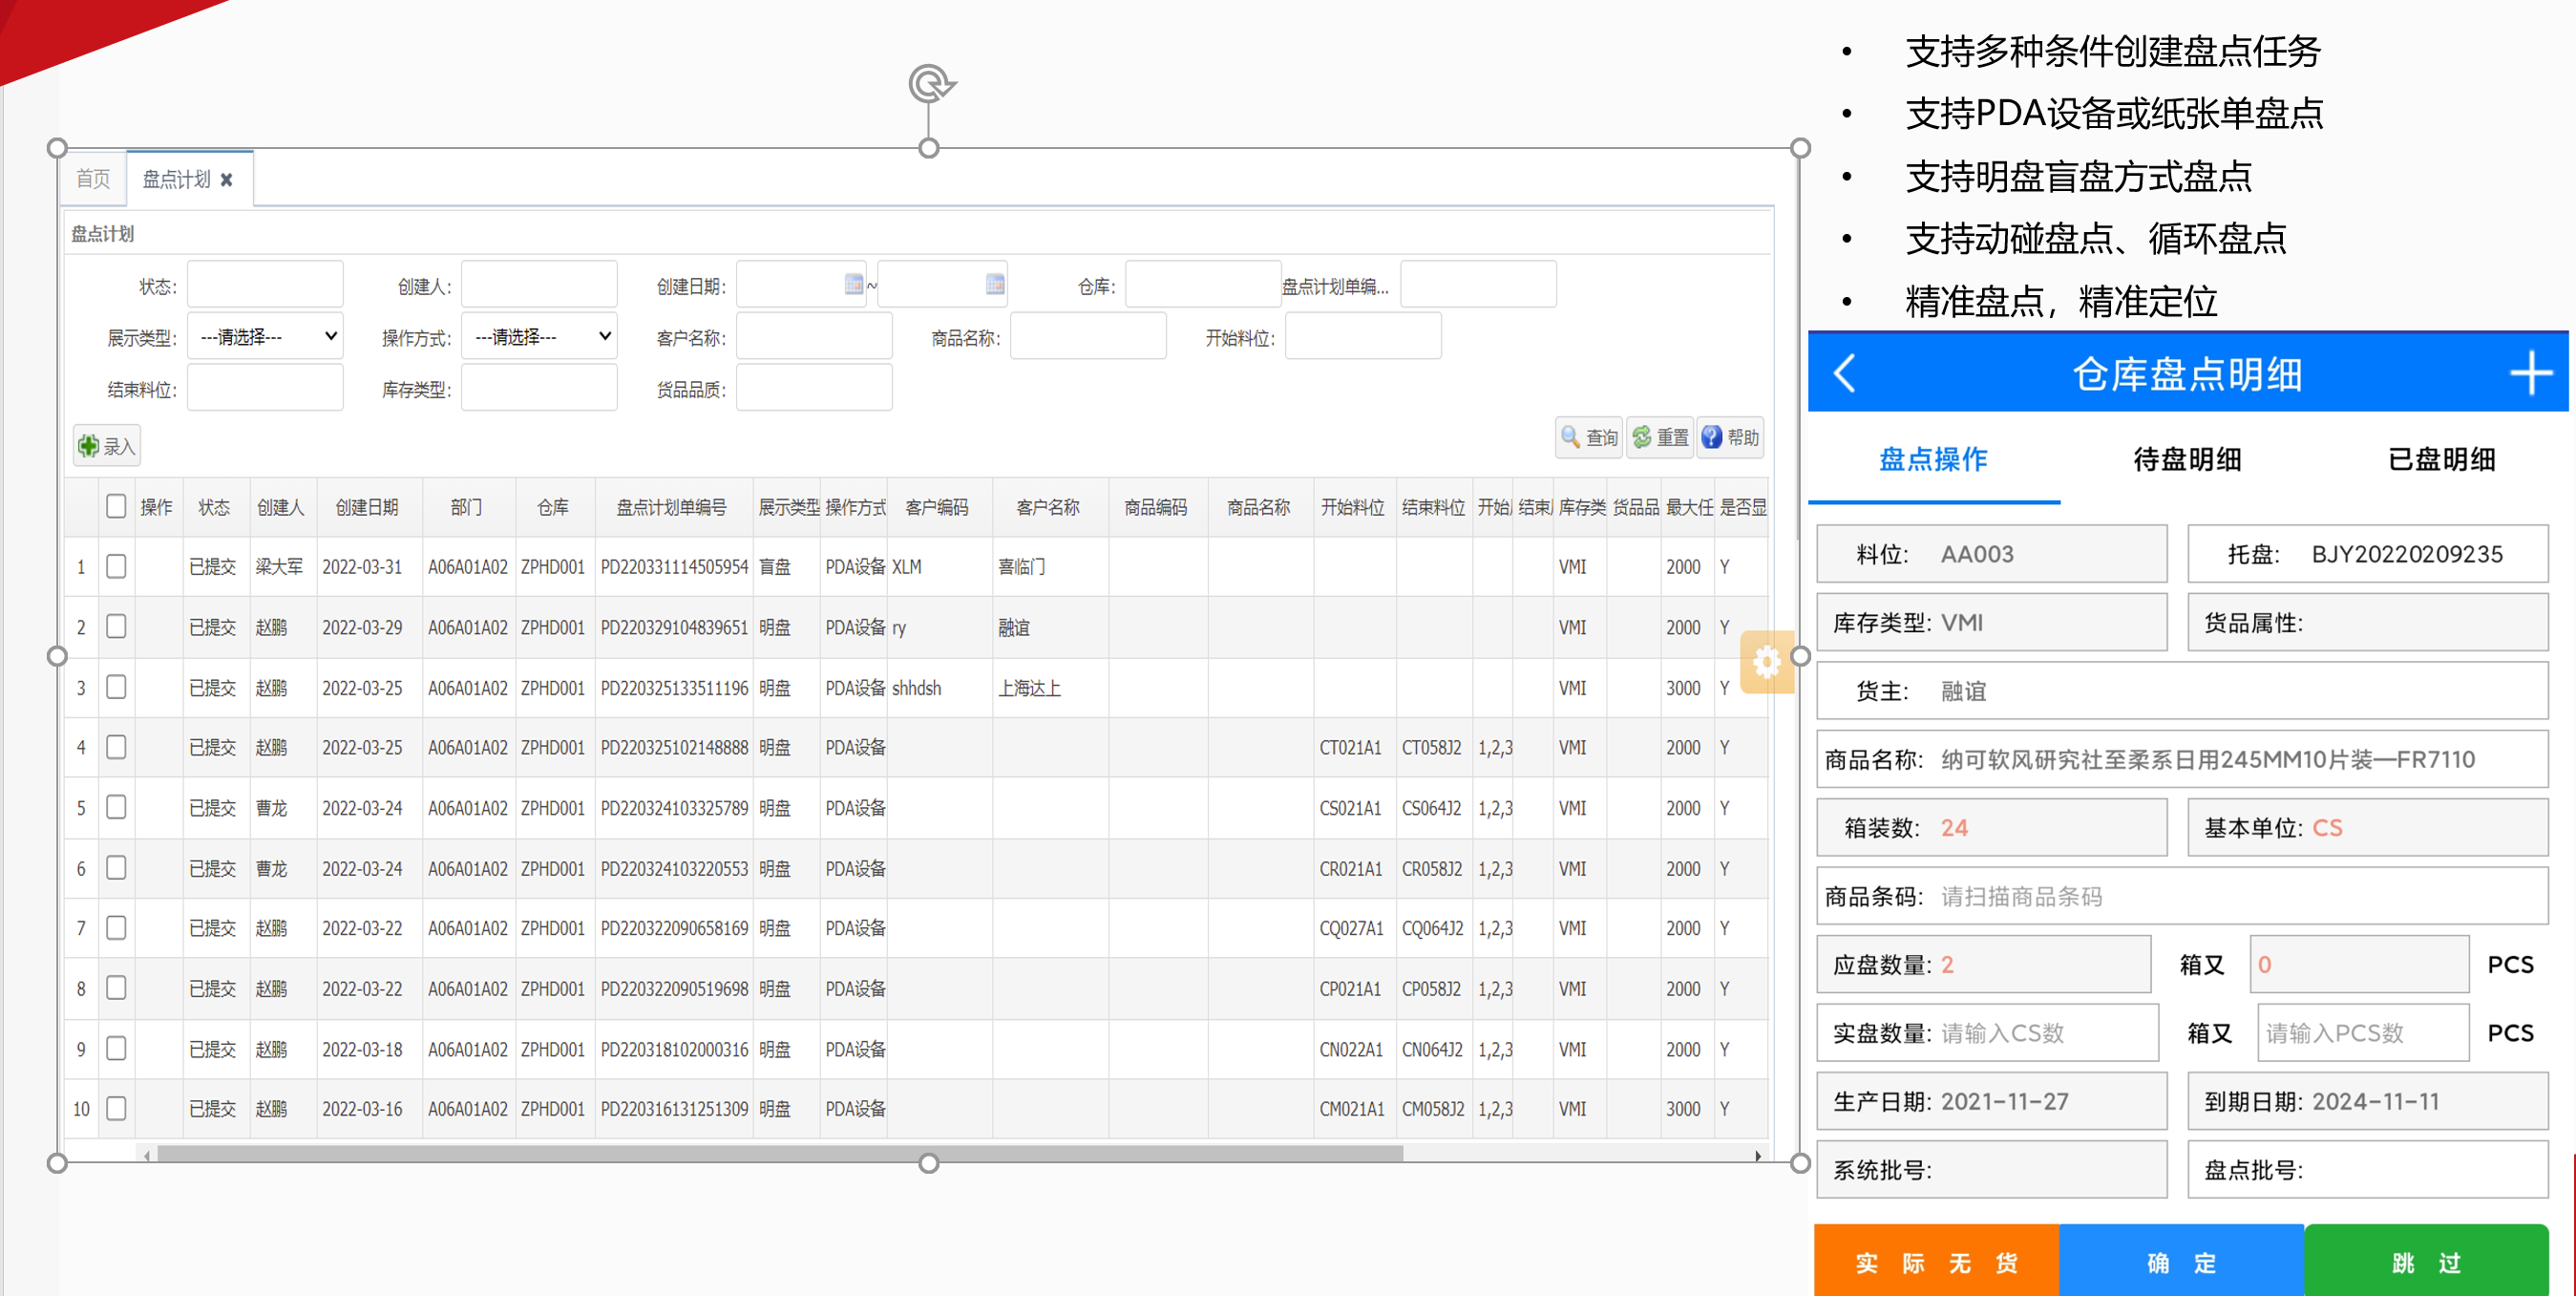 首页 盘点计划
盘点计划
状态: 创建人: 创建日期: ~ 仓库: 盘点计划单编...
展示类型: ---请选择--- 操作方式: ---请选择--- 客户名称: 商品名称: 开始料位:
结束料位: 库存类型: 货品品质:
录入 查询 重置 帮助
操作 状态 创建人 创建日期 部门 仓库 盘点计划单编号 展示类型 操作方式 客户编码 客户名称 商品编码 商品名称 开始料位 结束料位 开始 结束 库存类 货品品 最大任 是否显
1 已提交 梁大军 2022-03-31 A06A01A02 ZPHD001 PD220331114505954 盲盘 PDA设备 XLM 喜临门 VMI 2000 Y
2 已提交 赵鹏 2022-03-29 A06A01A02 ZPHD001 PD220329104839651 明盘 PDA设备 ry 融谊 VMI 2000 Y
3 已提交 赵鹏 2022-03-25 A06A01A02 ZPHD001 PD220325133511196 明盘 PDA设备 shhdsh 上海达上 VMI 3000 Y
4 已提交 赵鹏 2022-03-25 A06A01A02 ZPHD001 PD220325102148888 明盘 PDA设备 CT021A1 CT058J2 1,2,3 VMI 2000 Y
5 已提交 曹龙 2022-03-24 A06A01A02 ZPHD001 PD220324103325789 明盘 PDA设备 CS021A1 CS064J2 1,2,3 VMI 2000 Y
6 已提交 曹龙 2022-03-24 A06A01A02 ZPHD001 PD220324103220553 明盘 PDA设备 CR021A1 CR058J2 1,2,3 VMI 2000 Y
7 已提交 赵鹏 2022-03-22 A06A01A02 ZPHD001 PD220322090658169 明盘 PDA设备 CQ027A1 CQ064J2 1,2,3 VMI 2000 Y
8 已提交 赵鹏 2022-03-22 A06A01A02 ZPHD001 PD220322090519698 明盘 PDA设备 CP021A1 CP058J2 1,2,3 VMI 2000 Y
9 已提交 赵鹏 2022-03-18 A06A01A02 ZPHD001 PD220318102000316 明盘 PDA设备 CN022A1 CN064J2 1,2,3 VMI 2000 Y
10 已提交 赵鹏 2022-03-16 A06A01A02 ZPHD001 PD220316131251309 明盘 PDA设备 CM021A1 CM058J2 1,2,3 VMI 3000 Y
• 支持多种条件创建盘点任务
• 支持PDA设备或纸张单盘点
• 支持明盘盲盘方式盘点
• 支持动碰盘点、循环盘点
• 精准盘点，精准定位
仓库盘点明细
盘点操作 待盘明细 已盘明细
料位: AA003 托盘: BJY20220209235
库存类型: VMI 货品属性:
货主: 融谊
商品名称: 纳可软风研究社至柔系日用245MM10片装—FR7110
箱装数: 24 基本单位: CS
商品条码: 请扫描商品条码
应盘数量: 2 箱又 0 PCS
实盘数量: 请输入CS数 箱又 请输入PCS数 PCS
生产日期: 2021-11-27 到期日期: 2024-11-11
系统批号: 盘点批号:
实际无货 确定 跳过